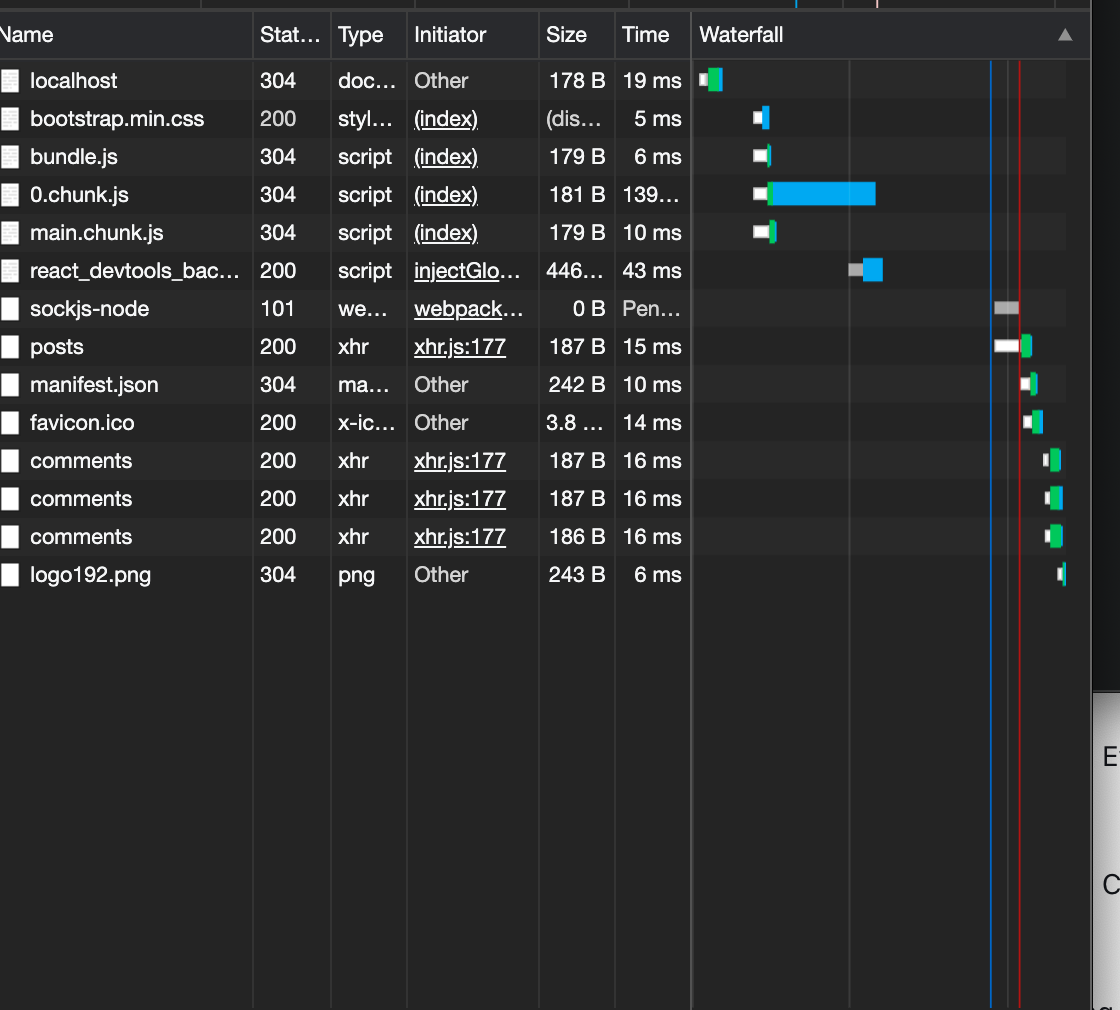 Name Stat... Type Initiator Size Time Waterfall
localhost 304 doc... Other 178 B 19 ms
bootstrap.min.css 200 styl... (index) (dis... 5 ms
bundle.js 304 script (index) 179 B 6 ms
0.chunk.js 304 script (index) 181 B 139...
main.chunk.js 304 script (index) 179 B 10 ms
react_devtools_bac... 200 script injectGlo... 446... 43 ms
sockjs-node 101 we... webpack... 0 B Pen...
posts 200 xhr xhr.js:177 187 B 15 ms
manifest.json 304 ma... Other 242 B 10 ms
favicon.ico 200 x-ic... Other 3.8 ... 14 ms
comments 200 xhr xhr.js:177 187 B 16 ms
comments 200 xhr xhr.js:177 187 B 16 ms
comments 200 xhr xhr.js:177 186 B 16 ms
logo192.png 304 png Other 243 B 6 ms